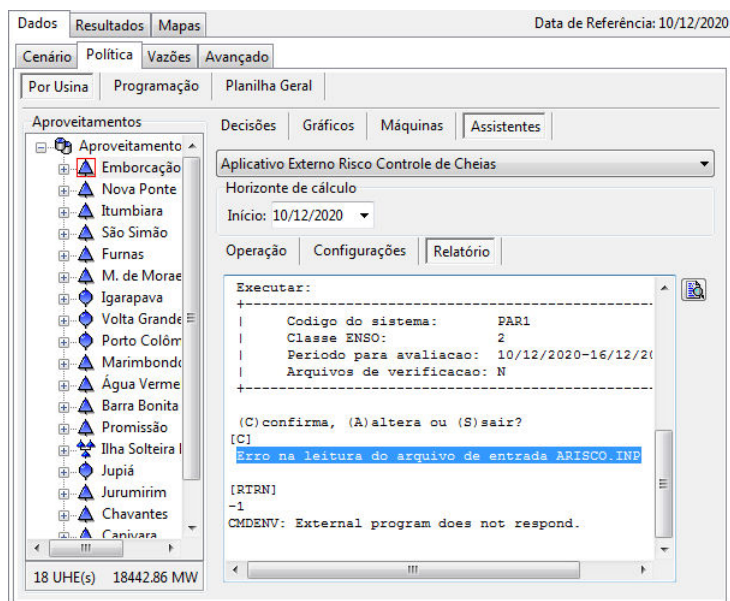 Dados Resultados Mapas Data de Referência: 10/12/2020
Cenário Política Vazões Avançado
Por Usina Programação Planilha Geral
Aproveitamentos
Aproveitamento
Emborcação
Nova Ponte
Itumbiara
São Simão
Furnas
M. de Morae
Igarapava
Volta Grande
Porto Colôm
Marimbondo
Água Verme
Barra Bonita
Promissão
Ilha Solteira I
Jupiá
Jurumirim
Chavantes
Canivara
18 UHE(s) 18442.86 MW
Decisões Gráficos Máquinas Assistentes
Aplicativo Externo Risco Controle de Cheias
Horizonte de cálculo
Início: 10/12/2020
Operação Configurações Relatório
Executar:
+-----------------------------------------------------
| Codigo do sistema: PAR1
| Classe ENSO: 2
| Periodo para avaliacao: 10/12/2020-16/12/20
| Arquivos de verificacao: N
+-----------------------------------------------------
(C)confirma, (A)altera ou (S)sair?
[C]
Erro na leitura do arquivo de entrada ARISCO.INP
[RTRN]
-1
CMDENV: External program does not respond.